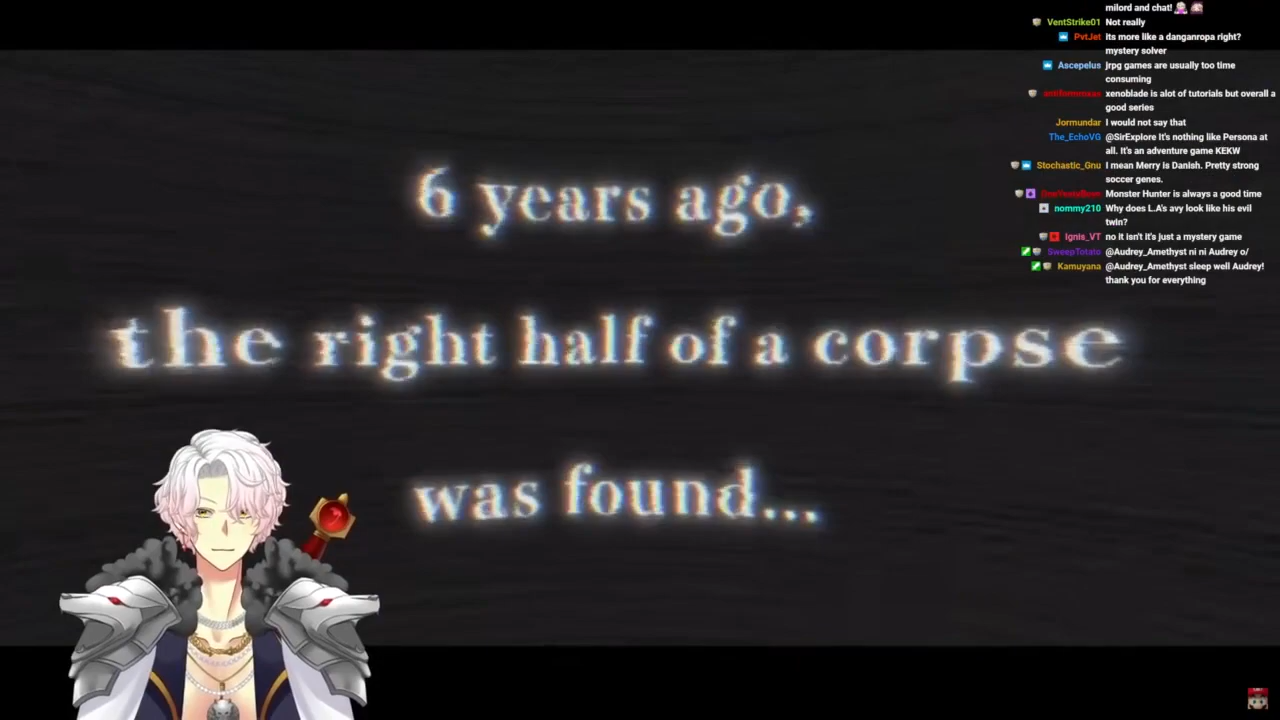 milord and chat!
VentStrike01 Not really
PvtJet Its more like a danganropa right?
mystery solver
Ascepelus jrpg games are usually too time
consuming
xenoblade is alot of tutorials but overall a
good series
Jormundar I would not say that
The_EchoVG @SirExplore It's nothing like Persona at
all. It's an adventure game KEKW
Stochastic_Gnu I mean Merry is Danish. Pretty strong
soccer genes.
Monster Hunter is always a good time
nommy210 Why does L.A's avy look like his evil
twin?
Ignis_VT no it isn't it's just a mystery game
SweepTotato @Audrey_Amethyst ni ni Audrey o/
Kamuyana @Audrey_Amethyst sleep well Audrey!
thank you for everything
6 years ago,
the right half of a corpse
was found...